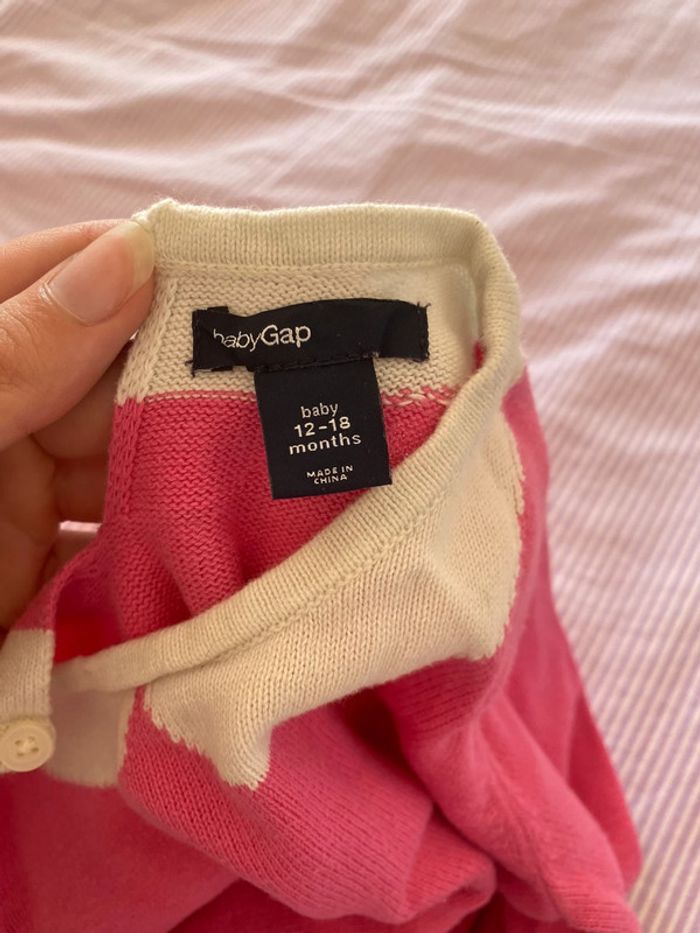 babyGap
baby
12-18
months
MADE IN
CHINA